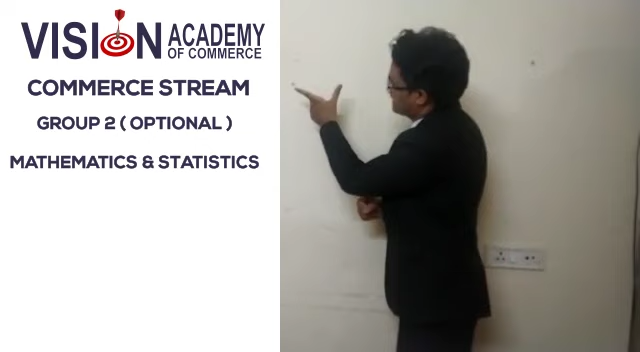 VISION ACADEMY
OF COMMERCE
COMMERCE STREAM
GROUP 2 ( OPTIONAL )
MATHEMATICS & STATISTICS